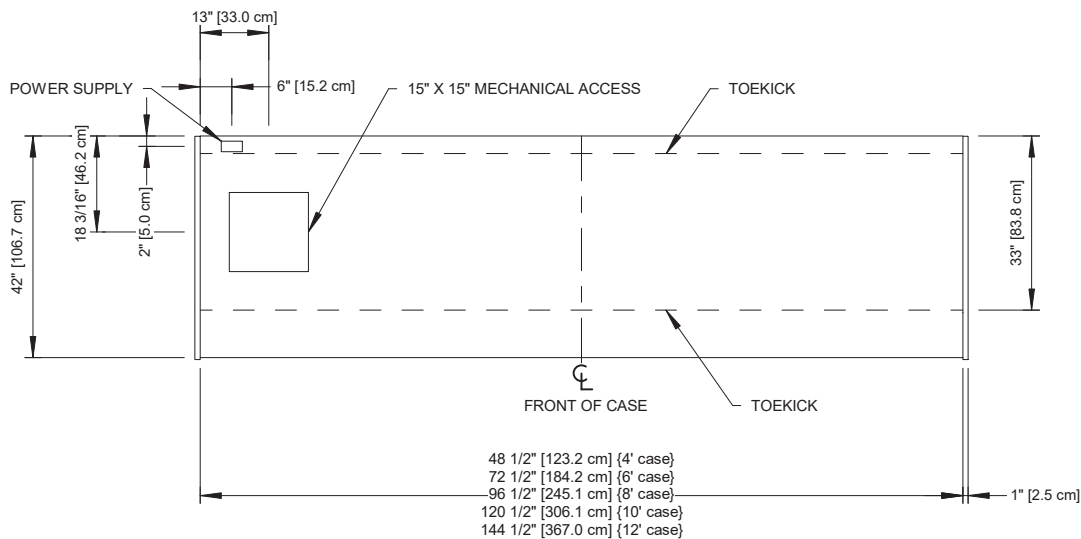 13" [33.0 cm]
6" [15.2 cm]
POWER SUPPLY
15" X 15" MECHANICAL ACCESS
TOEKICK
42" [106.7 cm]
18 3/16" [46.2 cm]
2" [5.0 cm]
33" [83.8 cm]
℄
FRONT OF CASE
TOEKICK
48 1/2" [123.2 cm] {4' case}
72 1/2" [184.2 cm] {6' case}
96 1/2" [245.1 cm] {8' case}
120 1/2" [306.1 cm] {10' case}
144 1/2" [367.0 cm] {12' case}
1" [2.5 cm]